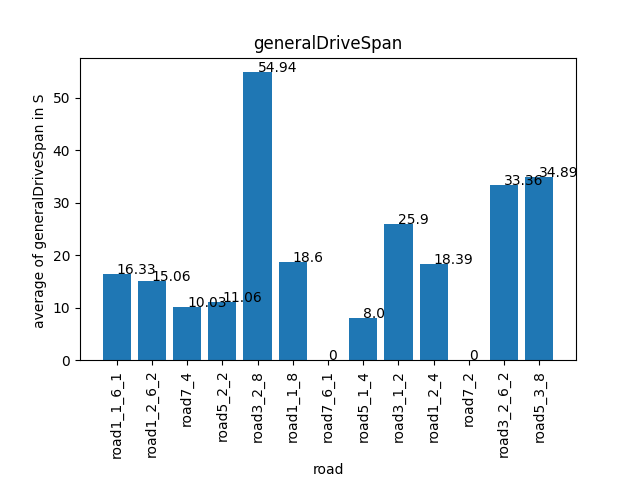 generalDriveSpan
average of generalDriveSpan in S
50
40
30
20
10
0
54.94
34.89
33.36
25.9
18.6
18.39
16.33
15.06
10.03
11.06
8.0
0
0
road1_1_6_1
road1_2_6_2
road7_4
road5_2_2
road3_2_8
road1_1_8
road7_6_1
road5_1_4
road3_1_2
road1_2_4
road7_2
road3_2_6_2
road5_3_8
road